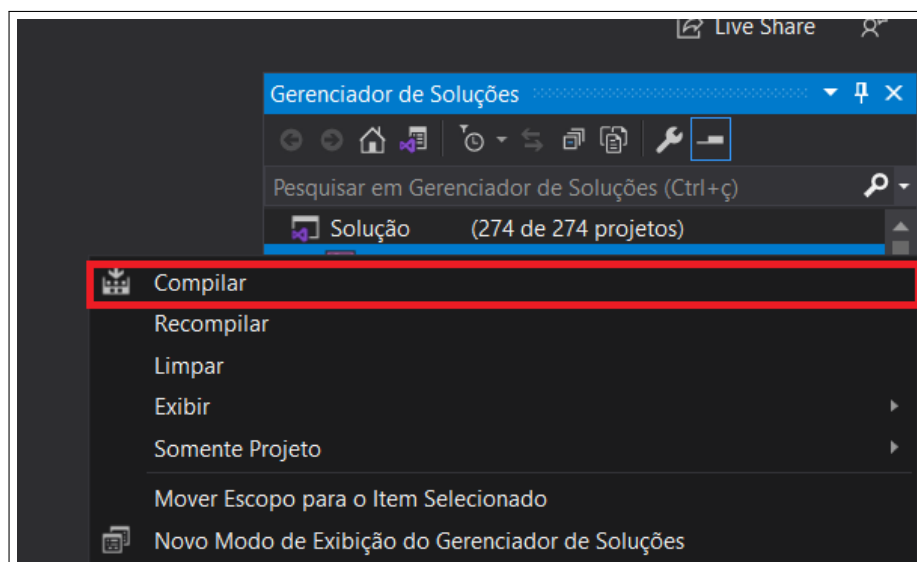 Live Share
Gerenciador de Soluções
Pesquisar em Gerenciador de Soluções (Ctrl+ç)
Solução (274 de 274 projetos)
Compilar
Recompilar
Limpar
Exibir
Somente Projeto
Mover Escopo para o Item Selecionado
Novo Modo de Exibição do Gerenciador de Soluções